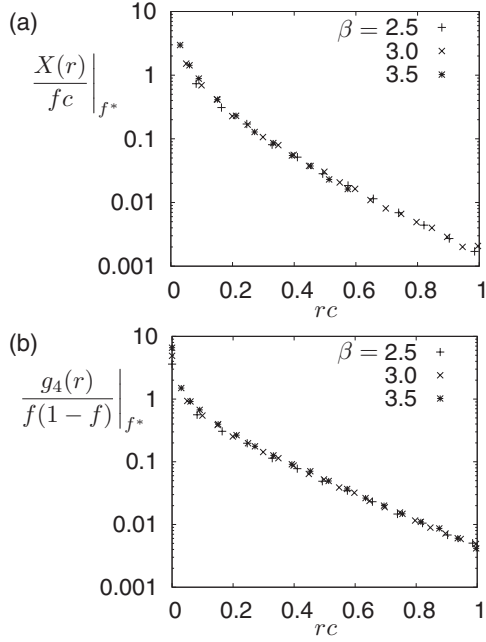 (a)
X(r)
fc
f*
10
1
0.1
0.01
0.001
β = 2.5 +
3.0 ×
3.5 ∗
0 0.2 0.4 0.6 0.8 1
rc
(b)
g4(r)
f(1 − f)
f*
10
1
0.1
0.01
0.001
β = 2.5 +
3.0 ×
3.5 ∗
0 0.2 0.4 0.6 0.8 1
rc